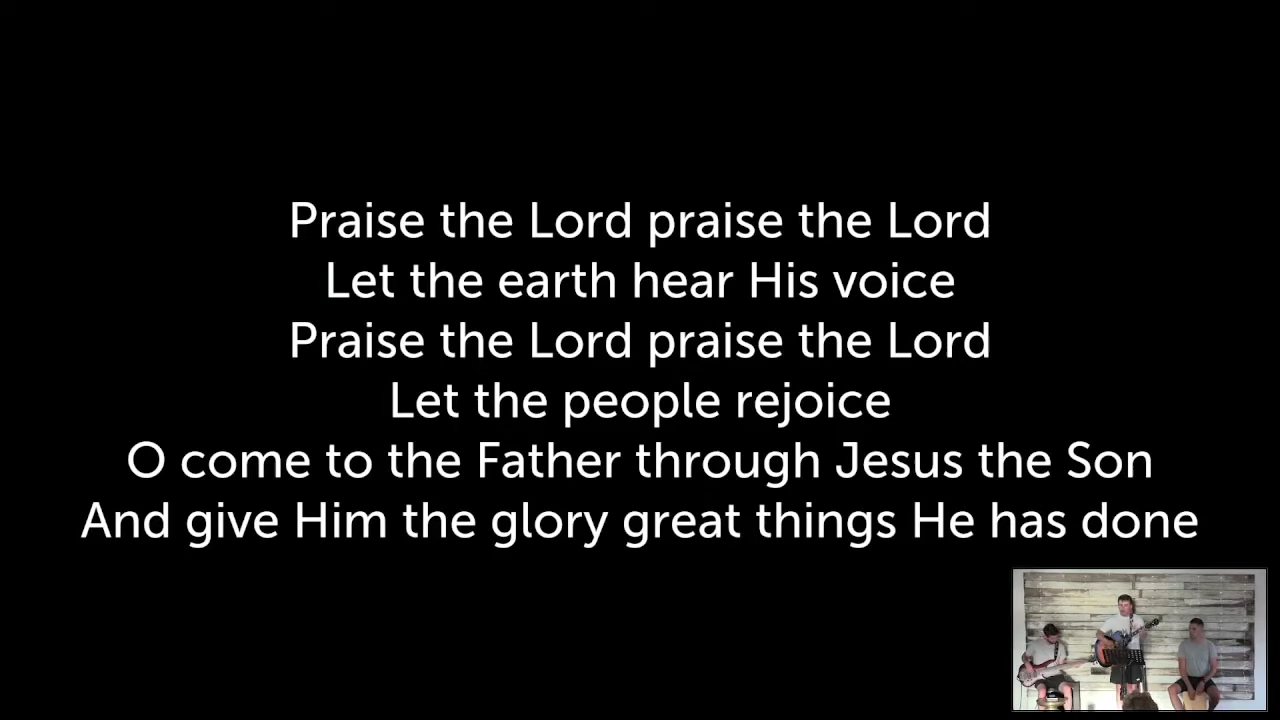 Praise the Lord praise the Lord
Let the earth hear His voice
Praise the Lord praise the Lord
Let the people rejoice
O come to the Father through Jesus the Son
And give Him the glory great things He has done